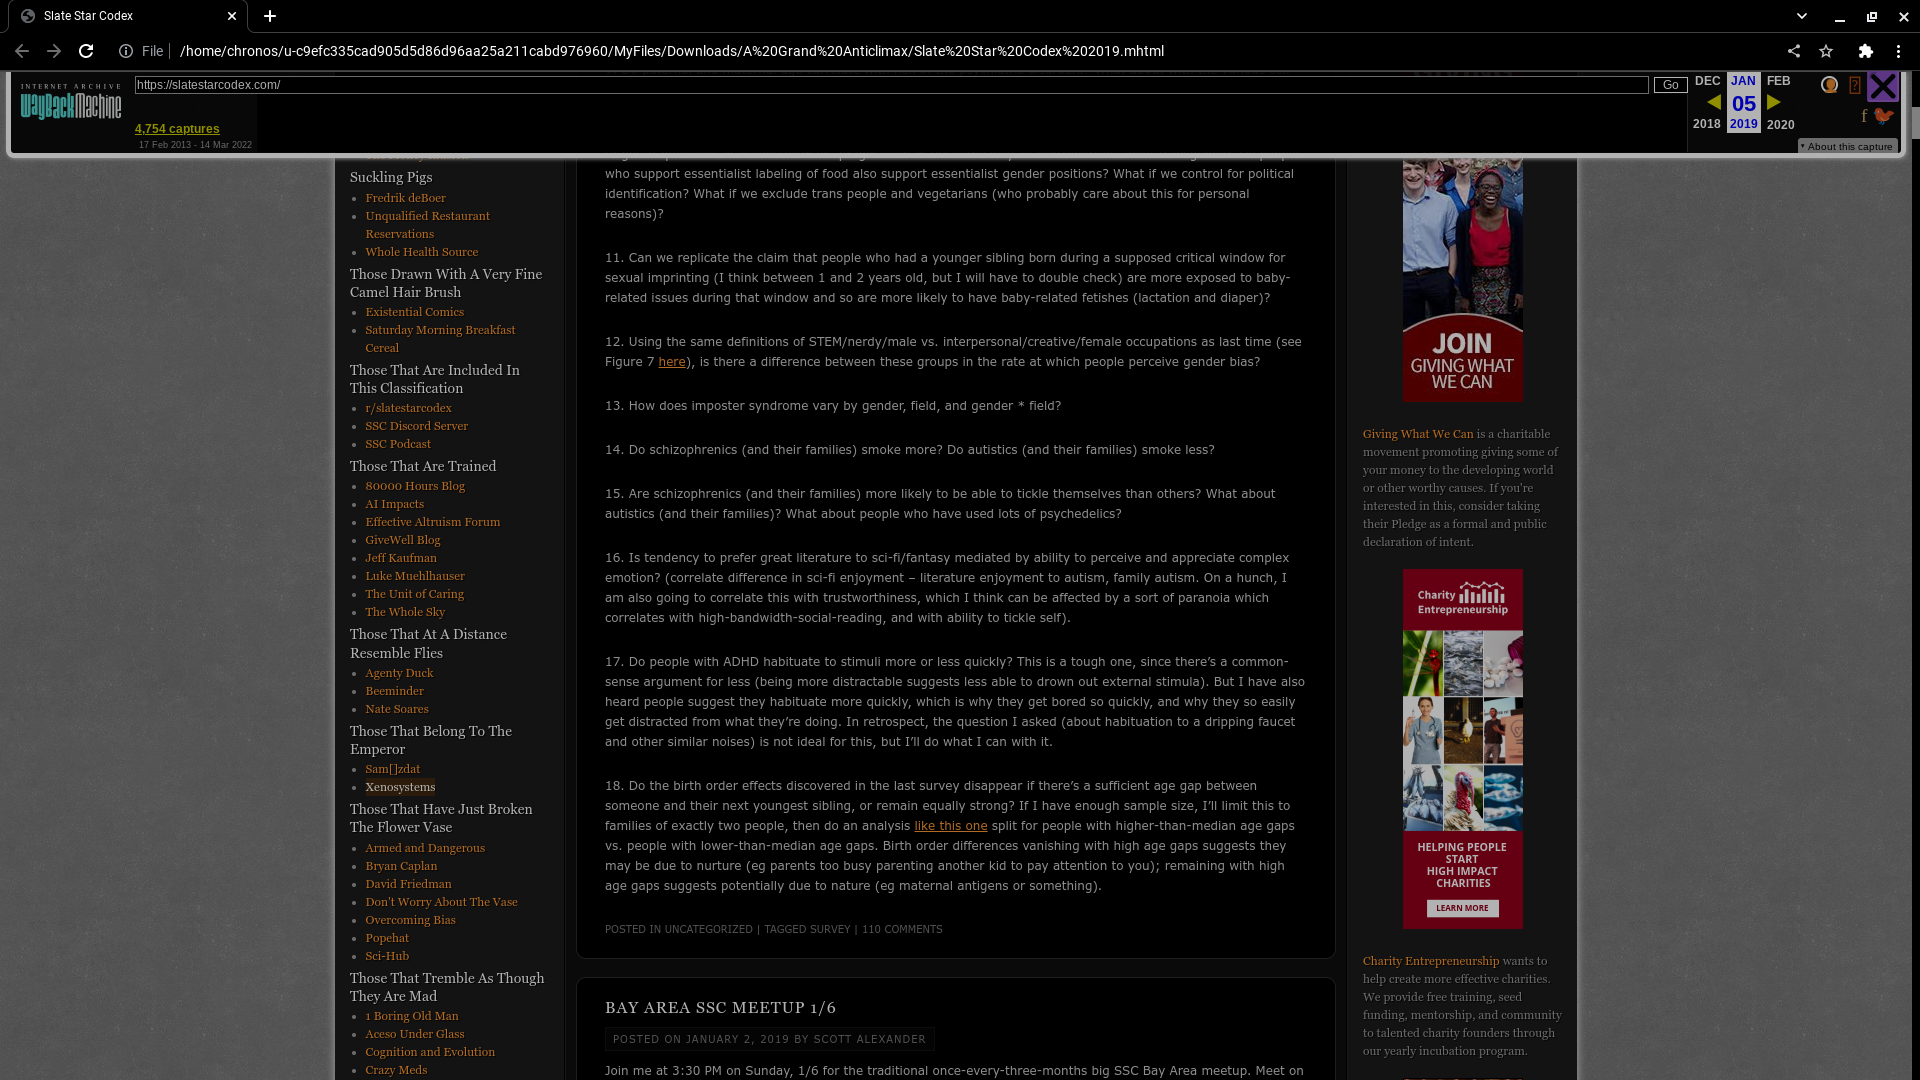 Slate Star Codex
File
/home/chronos/u-c9efc335cad905d5d86d96aa25a211cabd976960/MyFiles/Downloads/A%20Grand%20Anticlimax/Slate%20Star%20Codex%202019.mhtml
INTERNET ARCHIVE
WayBackMachine
https://slatestarcodex.com/
Go
4,754 captures
17 Feb 2013 - 14 Mar 2022
DEC JAN FEB
05
2018 2019 2020
f
About this capture
Suckling Pigs
Fredrik deBoer
Unqualified Restaurant
Reservations
Whole Health Source
Those Drawn With A Very Fine
Camel Hair Brush
Existential Comics
Saturday Morning Breakfast
Cereal
Those That Are Included In
This Classification
r/slatestarcodex
SSC Discord Server
SSC Podcast
Those That Are Trained
80000 Hours Blog
AI Impacts
Effective Altruism Forum
GiveWell Blog
Jeff Kaufman
Luke Muehlhauser
The Unit of Caring
The Whole Sky
Those That At A Distance
Resemble Flies
Agenty Duck
Beeminder
Nate Soares
Those That Belong To The
Emperor
Sam[]zdat
Xenosystems
Those That Have Just Broken
The Flower Vase
Armed and Dangerous
Bryan Caplan
David Friedman
Don't Worry About The Vase
Overcoming Bias
Popehat
Sci-Hub
Those That Tremble As Though
They Are Mad
1 Boring Old Man
Aceso Under Glass
Cognition and Evolution
Crazy Meds
who support essentialist labeling of food also support essentialist gender positions? What if we control for political
identification? What if we exclude trans people and vegetarians (who probably care about this for personal
reasons)?
11. Can we replicate the claim that people who had a younger sibling born during a supposed critical window for
sexual imprinting (I think between 1 and 2 years old, but I will have to double check) are more exposed to baby-
related issues during that window and so are more likely to have baby-related fetishes (lactation and diaper)?
12. Using the same definitions of STEM/nerdy/male vs. interpersonal/creative/female occupations as last time (see
Figure 7 here), is there a difference between these groups in the rate at which people perceive gender bias?
13. How does imposter syndrome vary by gender, field, and gender * field?
14. Do schizophrenics (and their families) smoke more? Do autistics (and their families) smoke less?
15. Are schizophrenics (and their families) more likely to be able to tickle themselves than others? What about
autistics (and their families)? What about people who have used lots of psychedelics?
16. Is tendency to prefer great literature to sci-fi/fantasy mediated by ability to perceive and appreciate complex
emotion? (correlate difference in sci-fi enjoyment – literature enjoyment to autism, family autism. On a hunch, I
am also going to correlate this with trustworthiness, which I think can be affected by a sort of paranoia which
correlates with high-bandwidth-social-reading, and with ability to tickle self).
17. Do people with ADHD habituate to stimuli more or less quickly? This is a tough one, since there’s a common-
sense argument for less (being more distractable suggests less able to drown out external stimula). But I have also
heard people suggest they habituate more quickly, which is why they get bored so quickly, and why they so easily
get distracted from what they’re doing. In retrospect, the question I asked (about habituation to a dripping faucet
and other similar noises) is not ideal for this, but I’ll do what I can with it.
18. Do the birth order effects discovered in the last survey disappear if there’s a sufficient age gap between
someone and their next youngest sibling, or remain equally strong? If I have enough sample size, I’ll limit this to
families of exactly two people, then do an analysis like this one split for people with higher-than-median age gaps
vs. people with lower-than-median age gaps. Birth order differences vanishing with high age gaps suggests they
may be due to nurture (eg parents too busy parenting another kid to pay attention to you); remaining with high
age gaps suggests potentially due to nature (eg maternal antigens or something).
POSTED IN UNCATEGORIZED | TAGGED SURVEY | 110 COMMENTS
BAY AREA SSC MEETUP 1/6
POSTED ON JANUARY 2, 2019 BY SCOTT ALEXANDER
Join me at 3:30 PM on Sunday, 1/6 for the traditional once-every-three-months big SSC Bay Area meetup. Meet on
JOIN
GIVING WHAT
WE CAN
Giving What We Can is a charitable
movement promoting giving some of
your money to the developing world
or other worthy causes. If you're
interested in this, consider taking
their Pledge as a formal and public
declaration of intent.
Charity
Entrepreneurship
HELPING PEOPLE
START
HIGH IMPACT
CHARITIES
LEARN MORE
Charity Entrepreneurship wants to
help create more effective charities.
We provide free training, seed
funding, mentorship, and community
to talented charity founders through
our yearly incubation program.